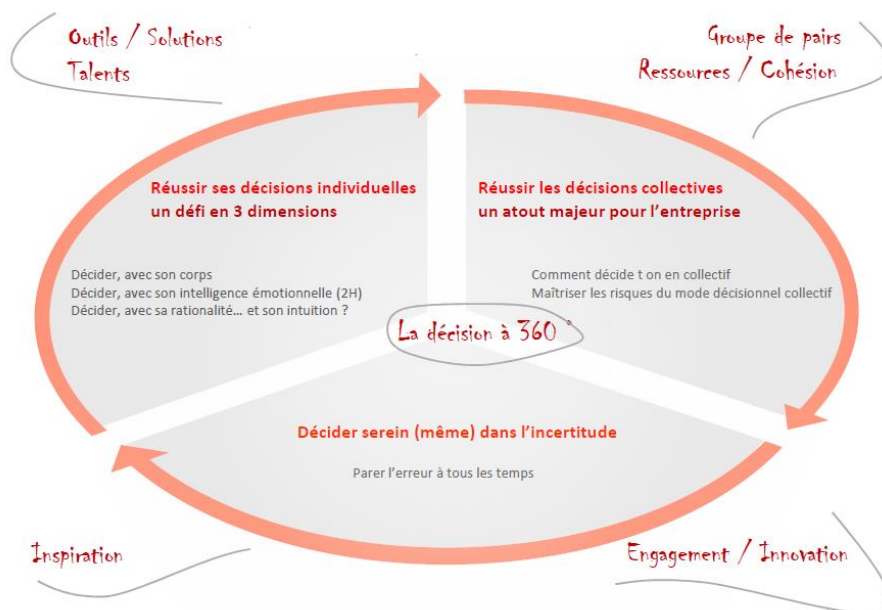 Outils / Solutions
Talents
Groupe de pairs
Ressources / Cohésion
Réussir ses décisions individuelles
un défi en 3 dimensions
Décider, avec son corps
Décider, avec son intelligence émotionnelle (2H)
Décider, avec sa rationalité... et son intuition ?
Réussir les décisions collectives
un atout majeur pour l'entreprise
Comment décide t on en collectif
Maîtriser les risques du mode décisionnel collectif
La décision à 360 °
Décider serein (même) dans l'incertitude
Parer l'erreur à tous les temps
Inspiration
Engagement / Innovation